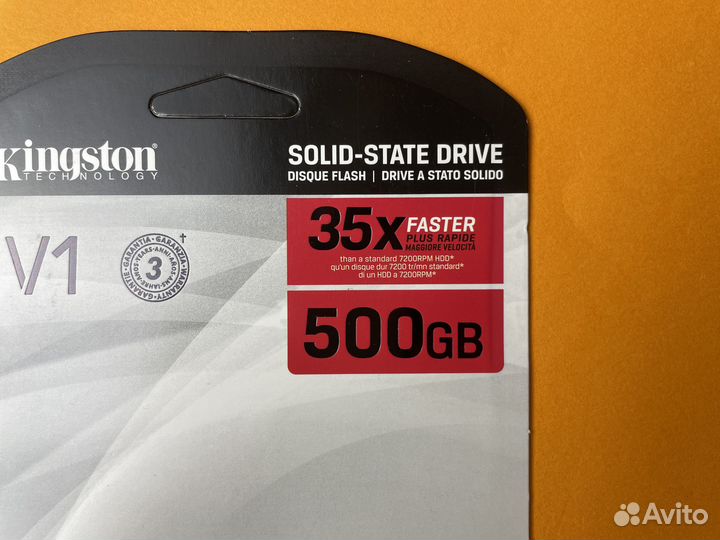 Kingston
TECHNOLOGY
SOLID-STATE DRIVE
DISQUE FLASH | DRIVE A STATO SOLIDO
V1
3
35x FASTER
PLUS RAPIDE
MAGGIORE VELOCITÀ
than a standard 7200RPM HDD*
qu'un disque dur 7200 tr/mn standard*
di un HDD a 7200RPM*
500GB
Avito